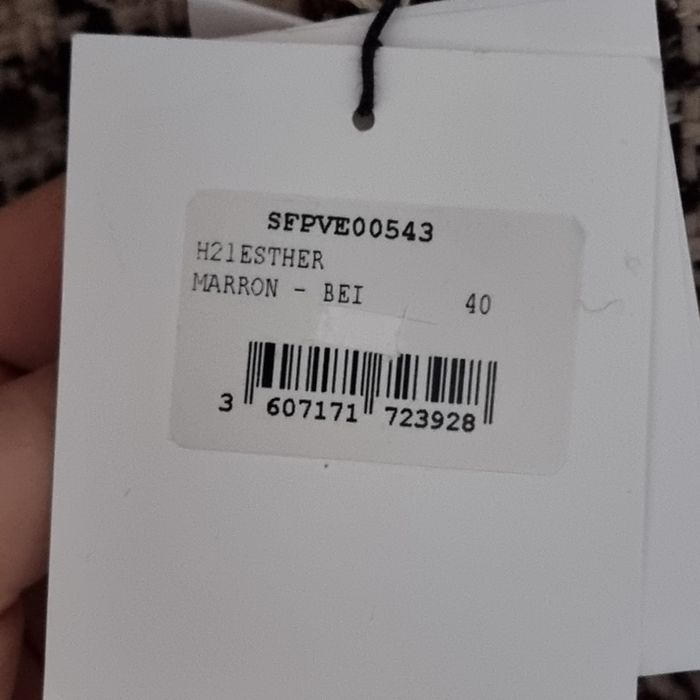 SFPVE00543
H21ESTHER
MARRON - BEI 40
3 607171 723928